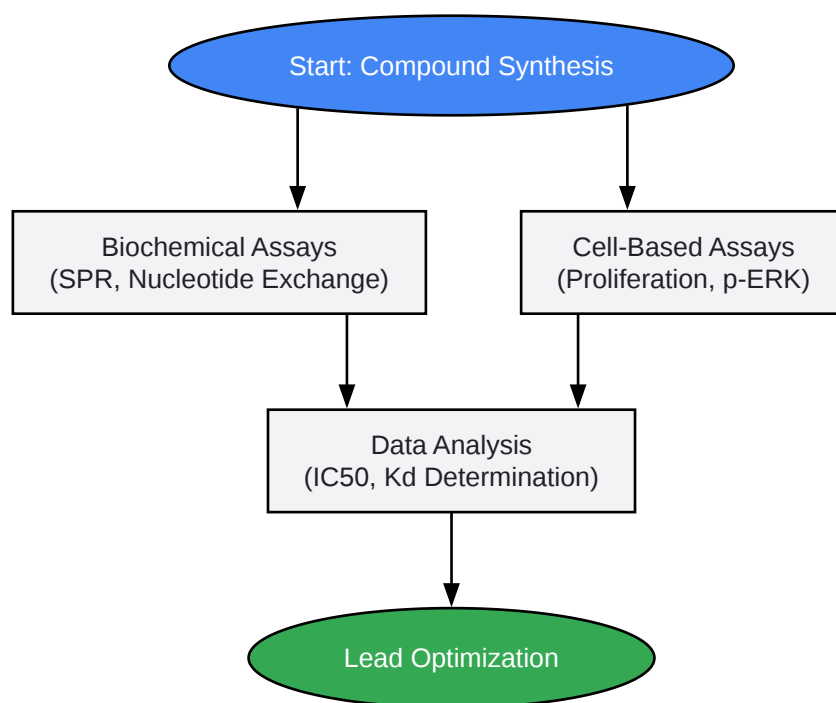 Start: Compound Synthesis
Biochemical Assays
(SPR, Nucleotide Exchange)
Cell-Based Assays
(Proliferation, p-ERK)
Data Analysis
(IC50, Kd Determination)
Lead Optimization